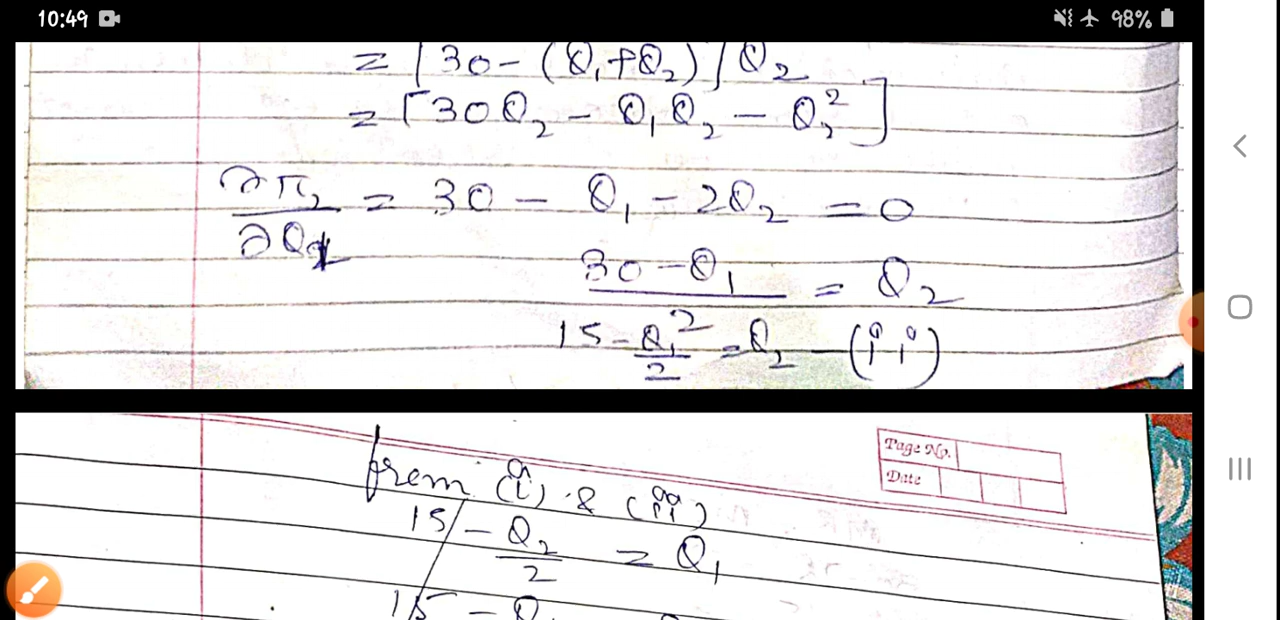 10:49 98%
= [30 - (Q₁+Q₂)] Q₂
= [30Q₂ - Q₁Q₂ - Q₂²]
∂π₂/∂Q₂ = 30 - Q₁ - 2Q₂ = 0
(30 - Q₁)/2 = Q₂
15 - Q₁/2 = Q₂ — (ii)
Page No.
Date
from (i) & (ii)
15 - Q₂/2 = Q₁
15 -